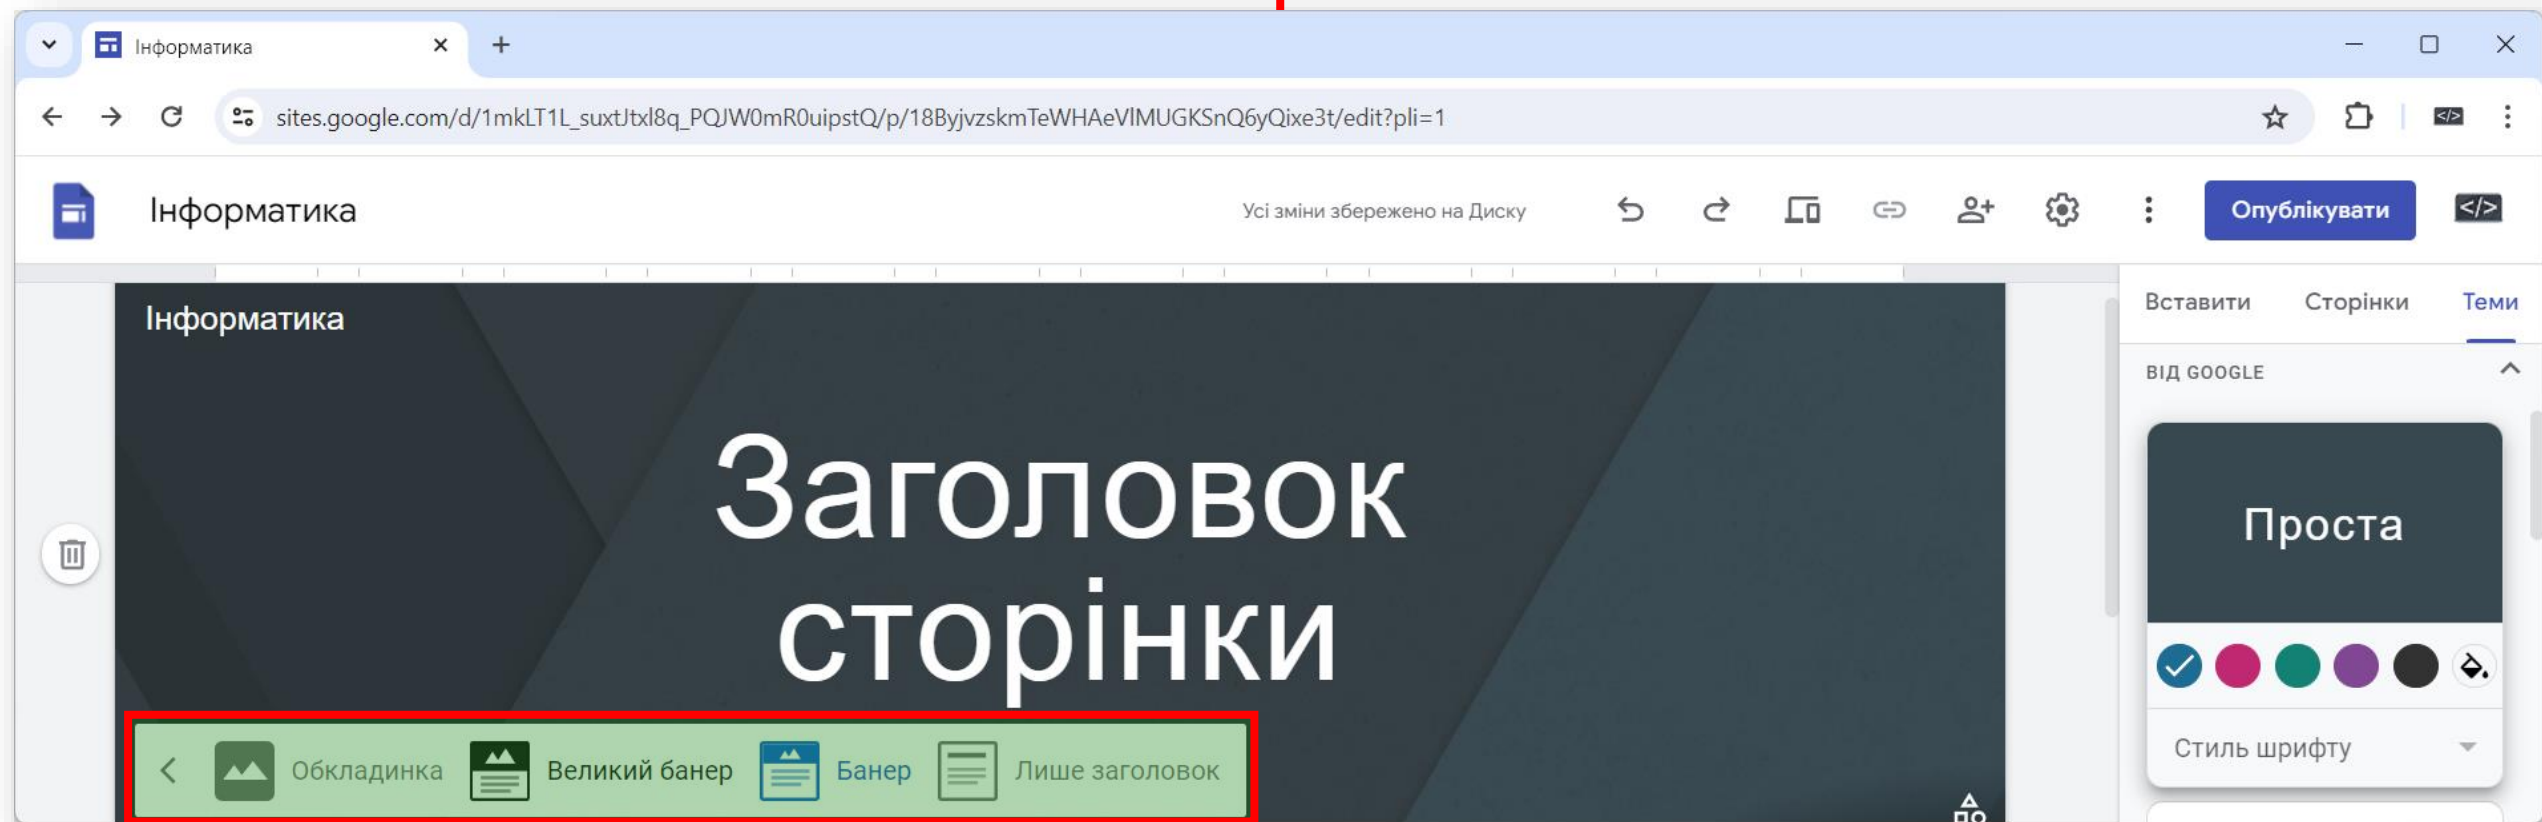 Інформатика
sites.google.com/d/1mkLT1L_suxtJtxl8q_PQJW0mR0uipstQ/p/18ByjvzskmTeWHAeVlMUGKSnQ6yQixe3t/edit?pli=1
</>
Інформатика
Усі зміни збережено на Диску
Опублікувати
</>
Інформатика
Заголовок
сторінки
Обкладинка Великий банер Банер Лише заголовок
Вставити Сторінки Теми
ВІД GOOGLE
Проста
Стиль шрифту